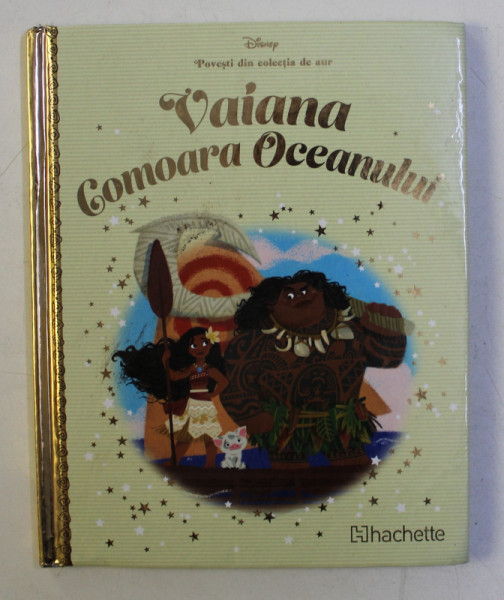 Disney
Povești din colecția de aur
Vaiana
Comoara Oceanului
hachette